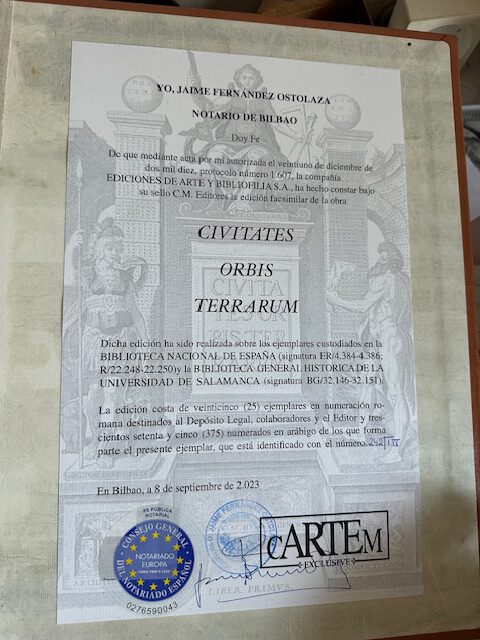 YO, JAIME FERNÁNDEZ OSTOLAZA
NOTARIO DE BILBAO
Doy Fe
De que mediante acta por mí autorizada el veintiuno de diciembre de
dos mil diez, protocolo número 1.607, la compañía
EDICIONES DE ARTE Y BIBLIOFILIA S.A., ha hecho constar bajo
su sello C.M. Editores la edición facsimilar de la obra
CIVITATES
ORBIS
TERRARUM
Dicha edición ha sido realizada sobre los ejemplares custodiados en la
BIBLIOTECA NACIONAL DE ESPAÑA (signatura ER/4.384-4.386;
R/22.248-22.250)y la BIBLIOTECA GENERAL HISTORICA DE LA
UNIVERSIDAD DE SALAMANCA (signatura BG/32.146-32.151).
La edición costa de veinticinco (25) ejemplares en numeración ro-
mana destinados al Depósito Legal, colaboradores y el Editor y tres-
cientos setenta y cinco (375) numerados en arábigo de los que forma
parte el presente ejemplar, que está identificado con el número
En Bilbao, a 8 de septiembre 2.023
FE PÚBLICA
NOTARIAL
CONSEJO GENERAL
DEL NOTARIADO ESPAÑOL
NOTARIADO
EUROPA
0276590043
JAIME FERNÁNDEZ
CARTEM
EXCLUSIVE
LIBER PRIMUS